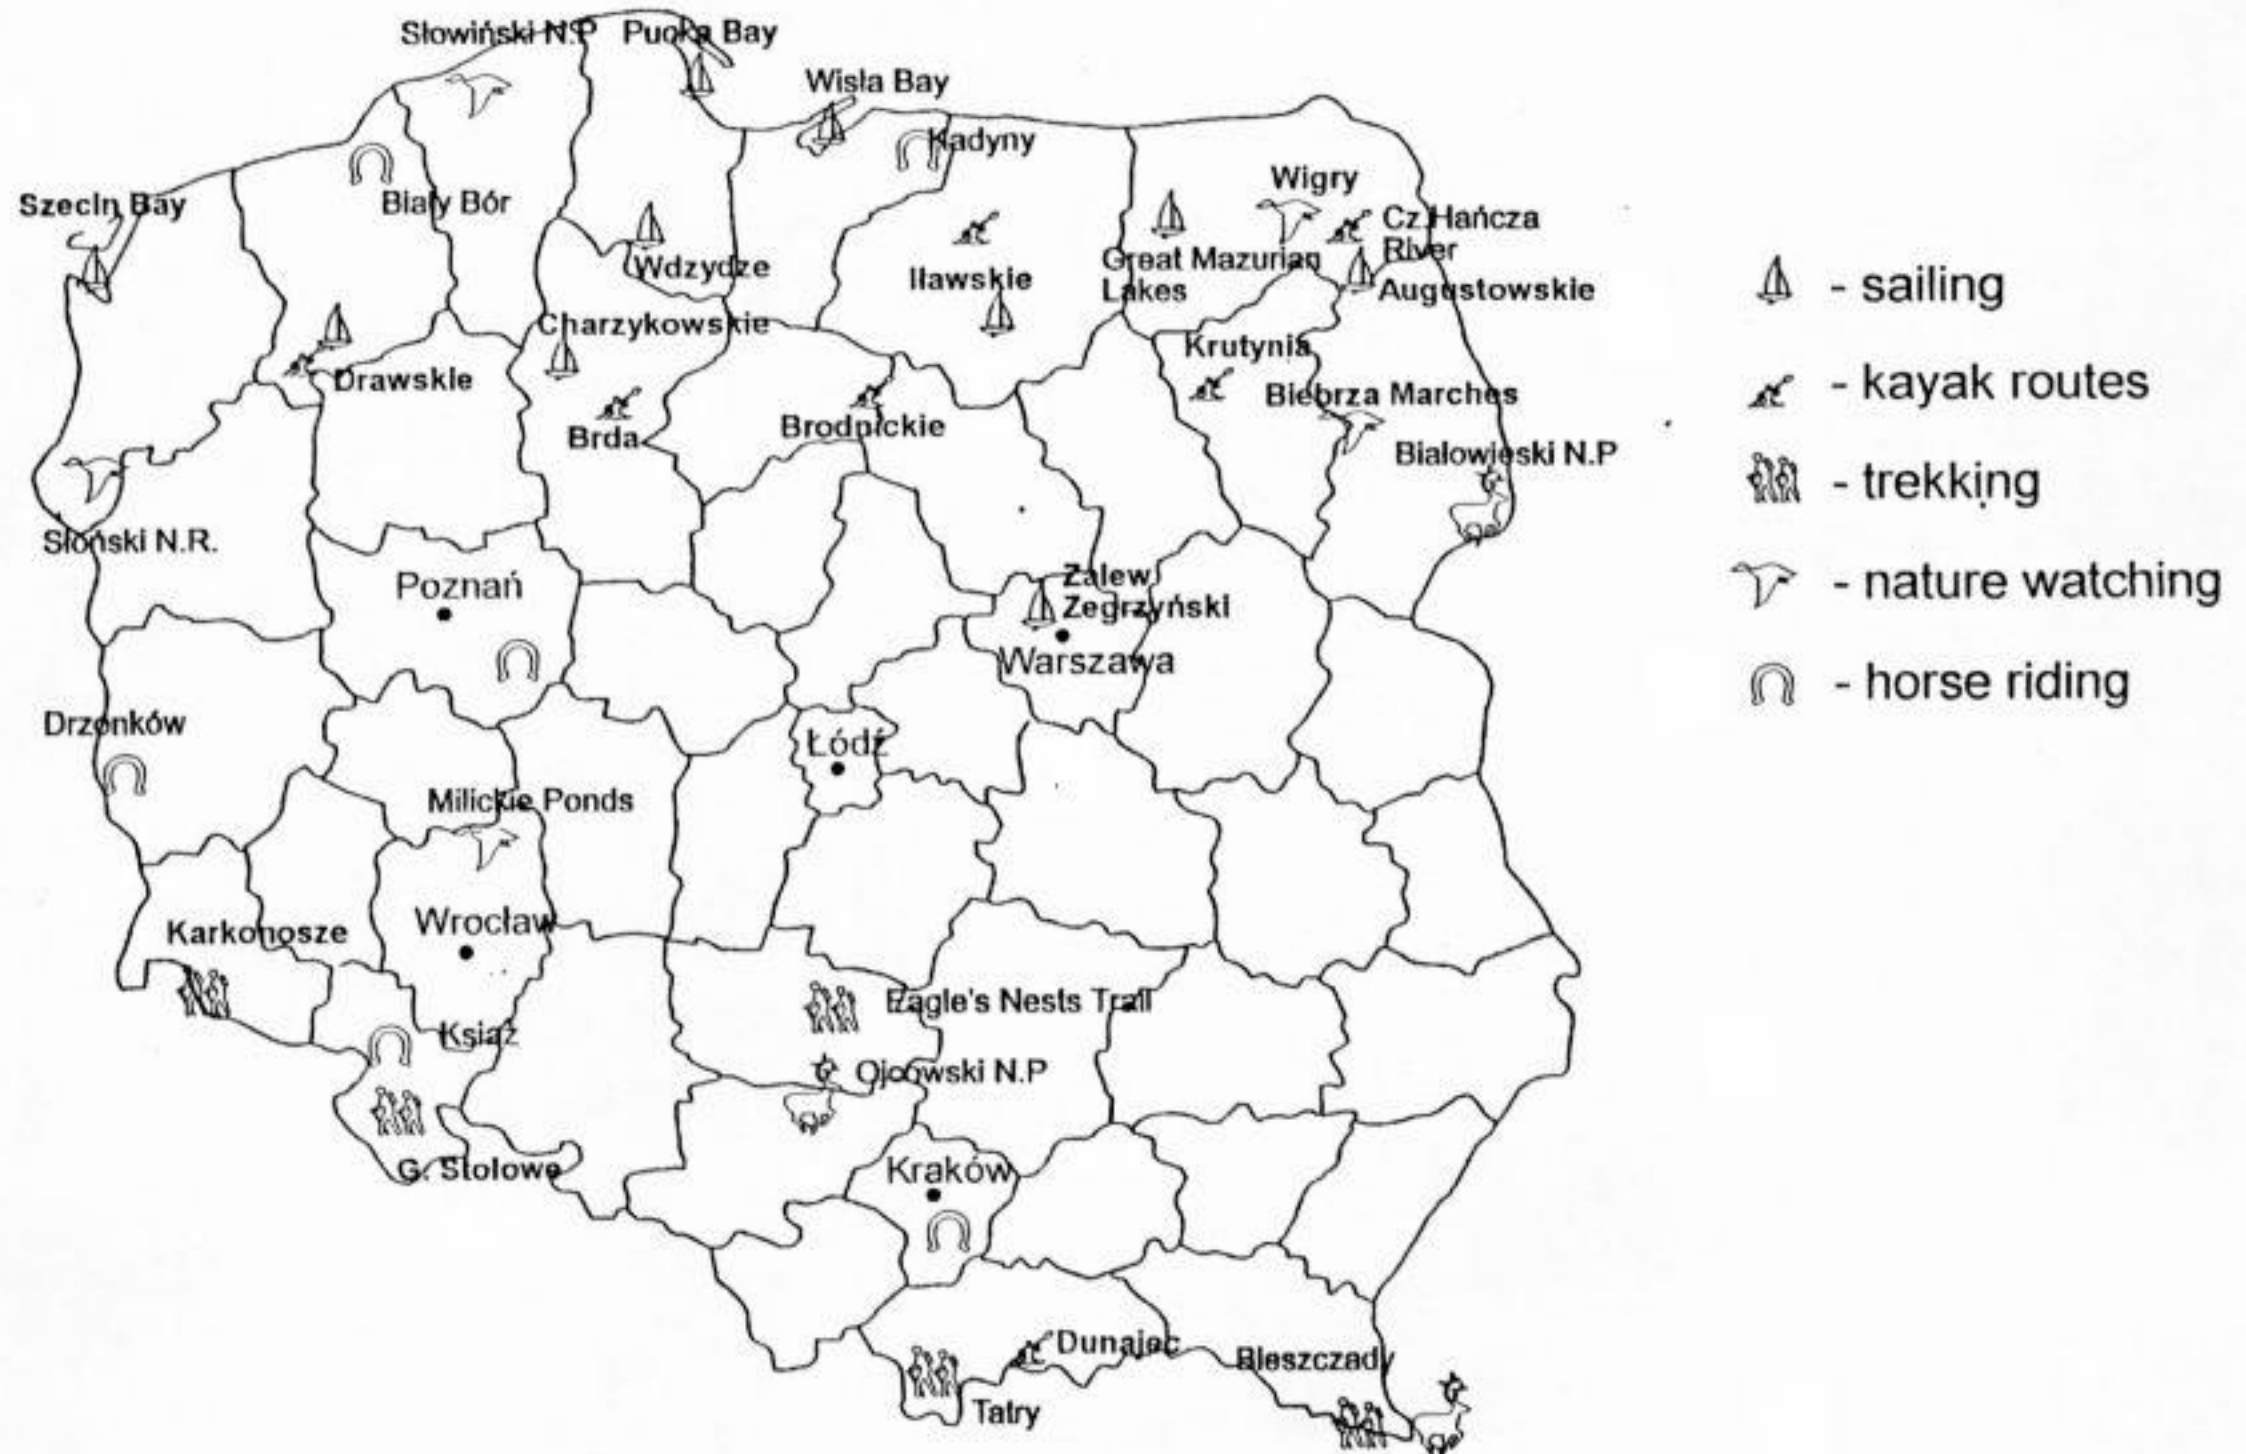 Słowiński N.P
Pucka Bay
Wisła Bay
Kadyny
Szecin Bay
Biały Bór
Wigry
Cz.Hańcza
River
Wdzydze
Iławskie
Great Mazurian
Lakes
Augustowskie
Charzykowskie
Drawskie
Krutynia
Brda
Brodnickie
Biebrza Marches
Białowieski N.P
Słoński N.R.
Poznań
Zalew
Zegrzyński
Warszawa
Drzonków
Łódź
Milickie Ponds
Karkonosze
Wrocław
Eagle's Nests Trail
Ksiaż
Ojcowski N.P
G. Stołowe
Kraków
Dunajec
Bieszczady
Tatry
- sailing
- kayak routes
- trekking
- nature watching
- horse riding